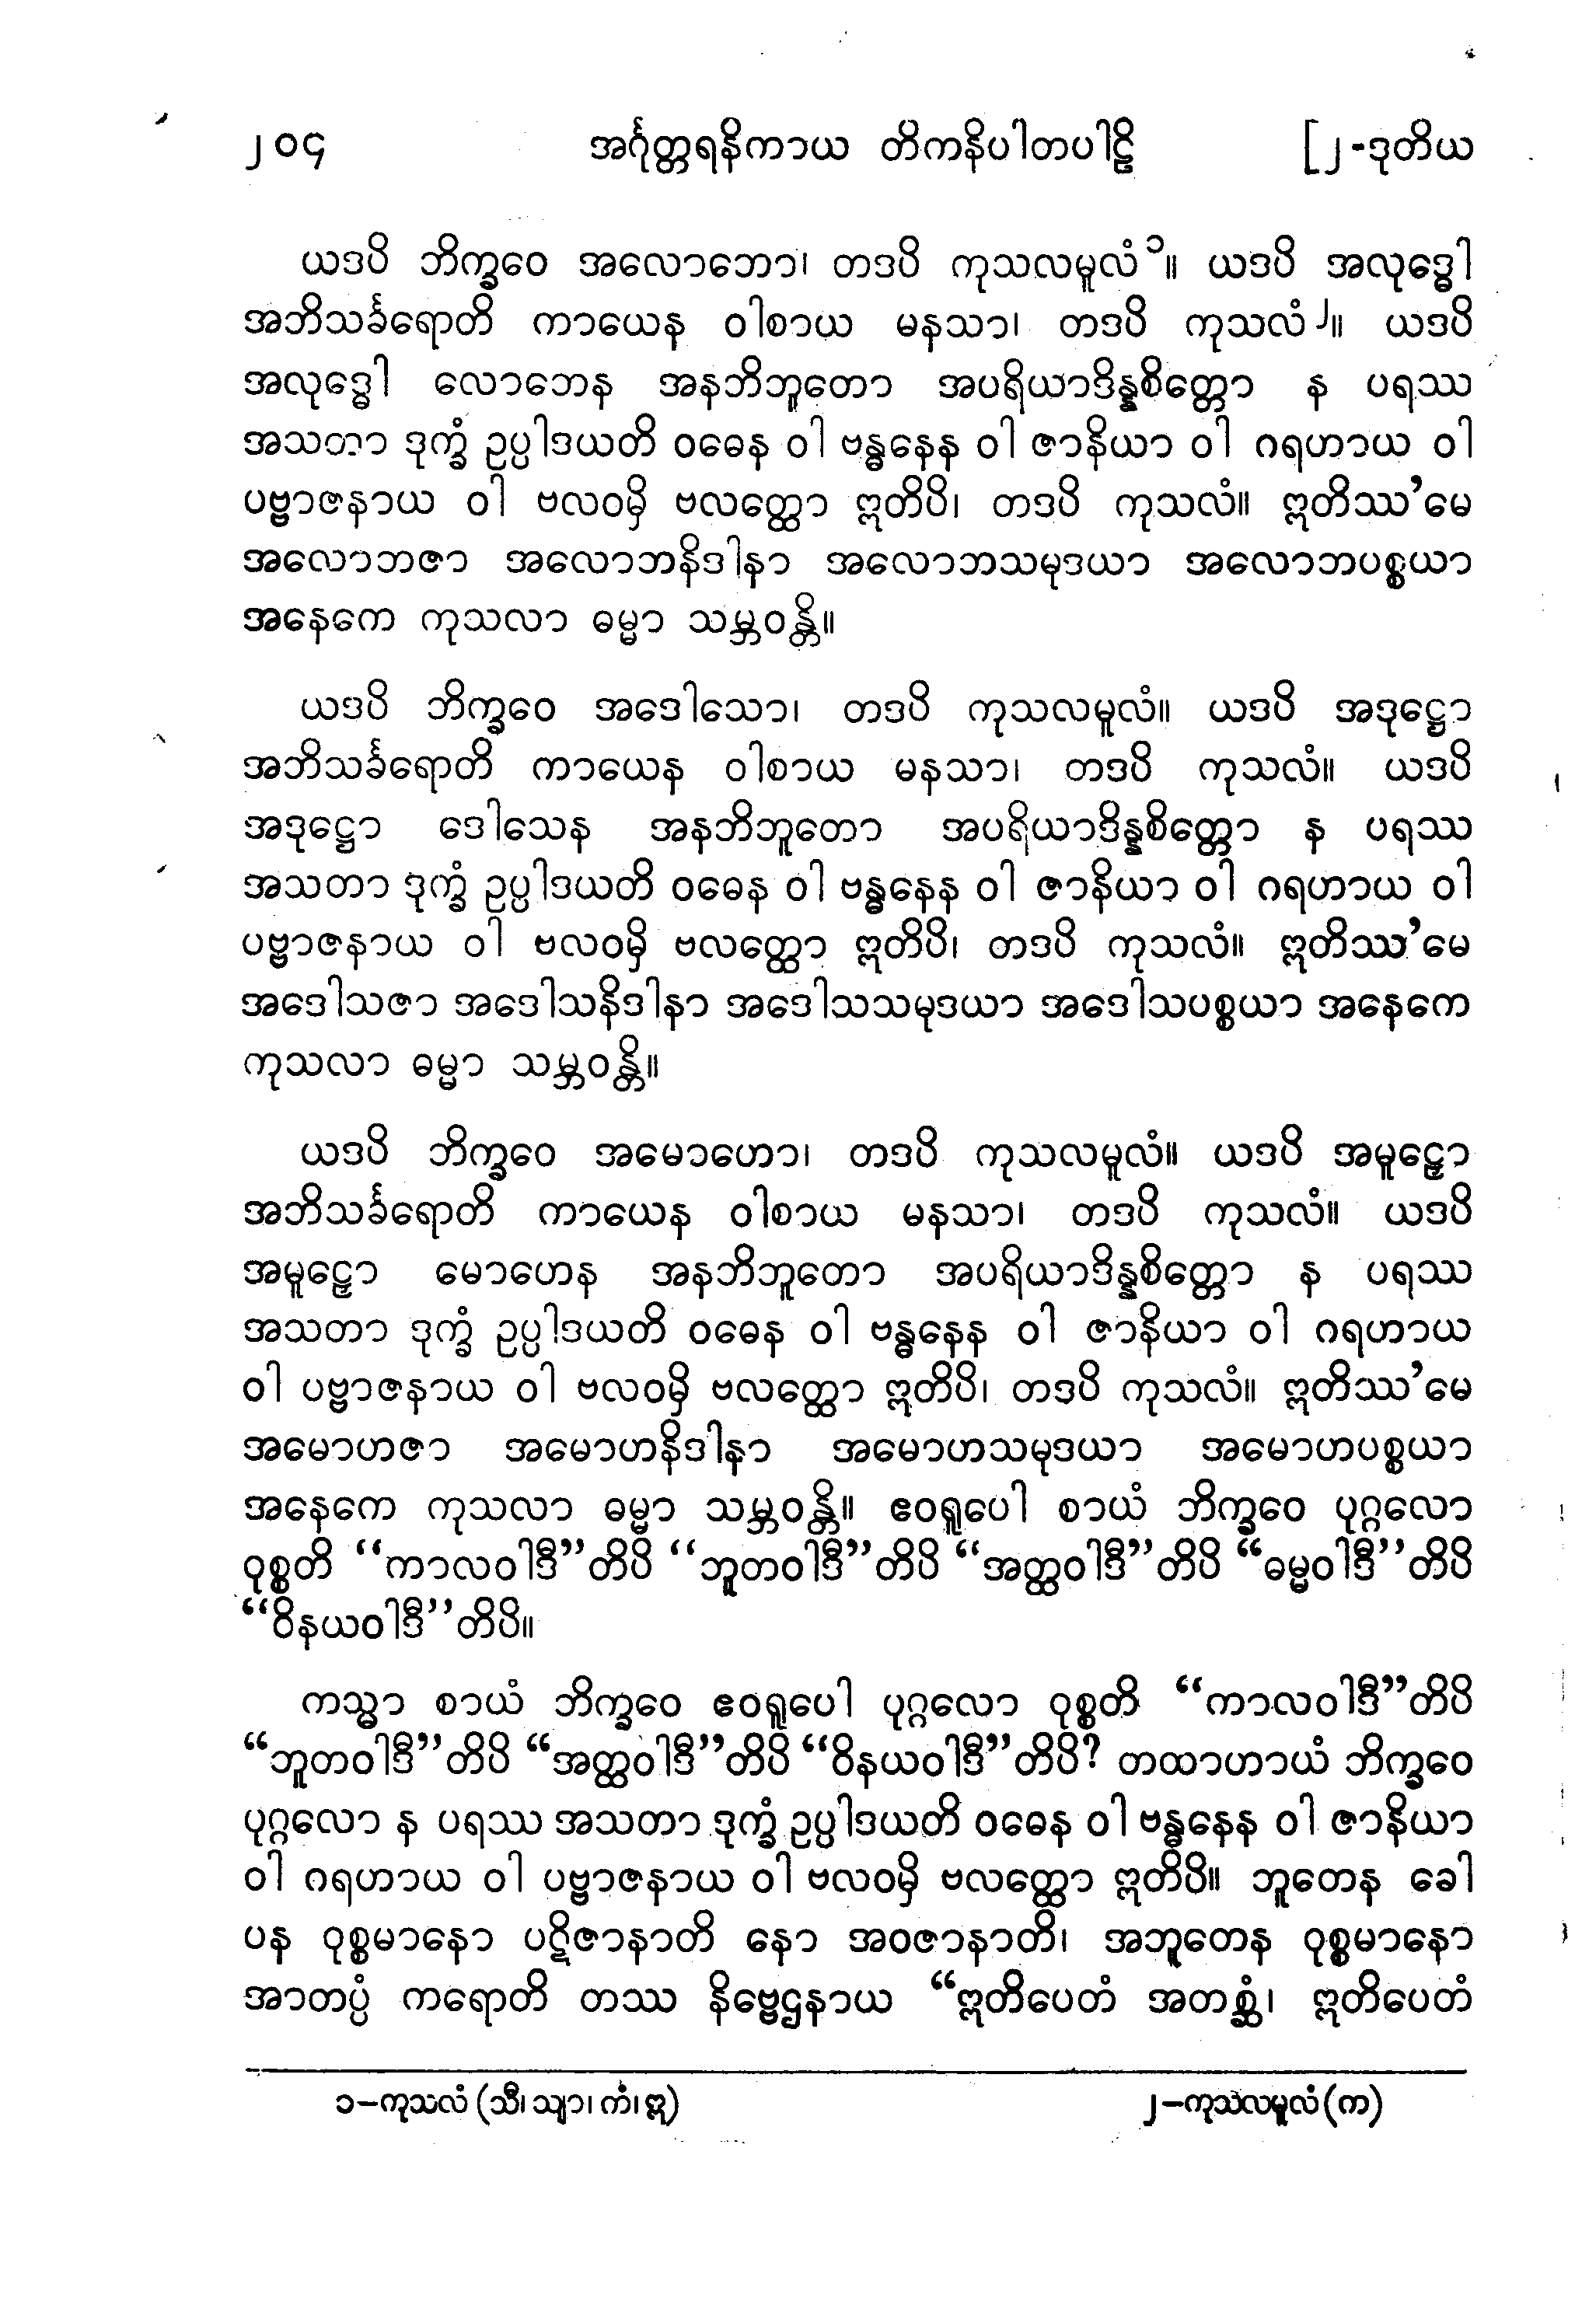 ၂၀၄ အင်္ဂုတ္တရနိကာယ တိကနိပါတပါဠိ [၂-ဒုတိယ
ယဒပိ ဘိက္ခဝေ အလောဘော၊ တဒပိ ကုသလမူလံ၁။ ယဒပိ အလုဒ္ဓေါ
အဘိသင်္ခရောတိ ကာယေန ဝါစာယ မနသာ၊ တဒပိ ကုသလံ၂။ ယဒပိ
အလုဒ္ဓေါ လောဘေန အနဘိဘူတော အပရိယာဒိန္နစိတ္တော န ပရဿ
အသတာ ဒုက္ခံ ဥပ္ပါဒယတိ ဝဓေန ဝါ ဗန္ဓနေန ဝါ ဇာနိယာ ဝါ ဂရဟာယ ဝါ
ပဗ္ဗာဇနာယ ဝါ ဗလဝမှိ ဗလတ္ထော ဣတိပိ၊ တဒပိ ကုသလံ။ ဣတိဿ’မေ
အလောဘဇာ အလောဘနိဒါနာ အလောဘသမုဒယာ အလောဘပစ္စယာ
အနေကေ ကုသလာ ဓမ္မာ သမ္ဘဝန္တိ။
ယဒပိ ဘိက္ခဝေ အဒေါသော၊ တဒပိ ကုသလမူလံ။ ယဒပိ အဒုဋ္ဌော
အဘိသင်္ခရောတိ ကာယေန ဝါစာယ မနသာ၊ တဒပိ ကုသလံ။ ယဒပိ
အဒုဋ္ဌော ဒေါသေန အနဘိဘူတော အပရိယာဒိန္နစိတ္တော န ပရဿ
အသတာ ဒုက္ခံ ဥပ္ပါဒယတိ ဝဓေန ဝါ ဗန္ဓနေန ဝါ ဇာနိယာ ဝါ ဂရဟာယ ဝါ
ပဗ္ဗာဇနာယ ဝါ ဗလဝမှိ ဗလတ္ထော ဣတိပိ၊ တဒပိ ကုသလံ။ ဣတိဿ’မေ
အဒေါသဇာ အဒေါသနိဒါနာ အဒေါသသမုဒယာ အဒေါသပစ္စယာ အနေကေ
ကုသလာ ဓမ္မာ သမ္ဘဝန္တိ။
ယဒပိ ဘိက္ခဝေ အမောဟော၊ တဒပိ ကုသလမူလံ။ ယဒပိ အမူဠှော
အဘိသင်္ခရောတိ ကာယေန ဝါစာယ မနသာ၊ တဒပိ ကုသလံ။ ယဒပိ
အမူဠှော မောဟေန အနဘိဘူတော အပရိယာဒိန္နစိတ္တော န ပရဿ
အသတာ ဒုက္ခံ ဥပ္ပါဒယတိ ဝဓေန ဝါ ဗန္ဓနေန ဝါ ဇာနိယာ ဝါ ဂရဟာယ
ဝါ ပဗ္ဗာဇနာယ ဝါ ဗလဝမှိ ဗလတ္ထော ဣတိပိ၊ တဒပိ ကုသလံ။ ဣတိဿ’မေ
အမောဟဇာ အမောဟနိဒါနာ အမောဟသမုဒယာ အမောဟပစ္စယာ
အနေကေ ကုသလာ ဓမ္မာ သမ္ဘဝန္တိ။ ဧဝရူပေါ စာယံ ဘိက္ခဝေ ပုဂ္ဂလော
ဝုစ္စတိ “ကာလဝါဒီ”တိပိ “ဘူတဝါဒီ”တိပိ “အတ္ထဝါဒီ”တိပိ “ဓမ္မဝါဒီ”တိပိ
“ဝိနယဝါဒီ”တိပိ။
ကသ္မာ စာယံ ဘိက္ခဝေ ဧဝရူပေါ ပုဂ္ဂလော ဝုစ္စတိ “ကာလဝါဒီ”တိပိ
“ဘူတဝါဒီ”တိပိ “အတ္ထဝါဒီ”တိပိ “ဝိနယဝါဒီ”တိပိ? တထာဟာယံ ဘိက္ခဝေ
ပုဂ္ဂလော န ပရဿ အသတာ ဒုက္ခံ ဥပ္ပါဒယတိ ဝဓေန ဝါ ဗန္ဓနေန ဝါ ဇာနိယာ
ဝါ ဂရဟာယ ဝါ ပဗ္ဗာဇနာယ ဝါ ဗလဝမှိ ဗလတ္ထော ဣတိပိ။ ဘူတေန ခေါ
ပန ဝုစ္စမာနော ပဋိဇာနာတိ နော အဝဇာနာတိ၊ အဘူတေန ဝုစ္စမာနော
အာတပ္ပံ ကရောတိ တဿ နိဗ္ဗေဌနာယ “ဣတိပေတံ အတစ္ဆံ၊ ဣတိပေတံ
၁–ကုသလံ (သီ၊ သျာ၊ ကံ၊ ဣ) ၂–ကုသလမူလံ (က)